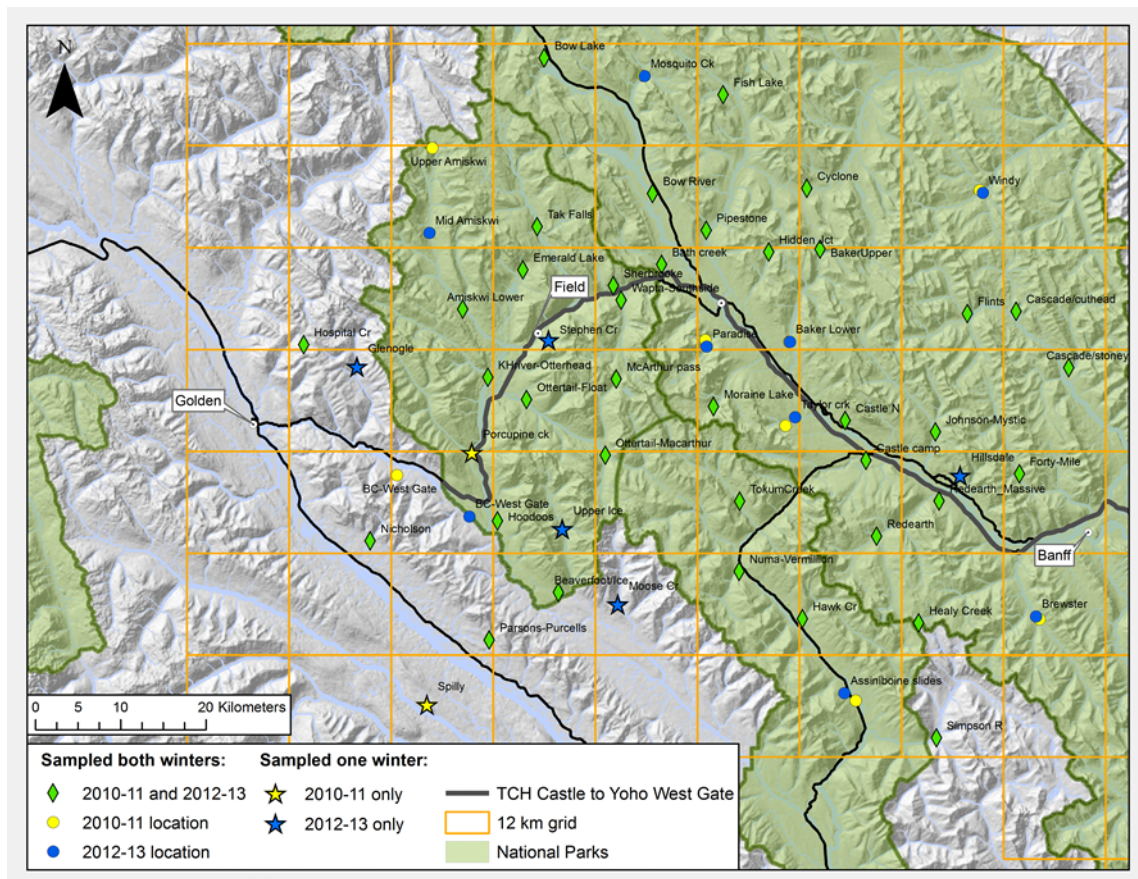 N
Bow Lake
Mosquito Ck
Fish Lake
Upper Amiskwi
Cyclone
Windy
Bow River
Mid Amiskwi
Tak Falls
Pipestone
Hidden Jct
BakerUpper
Emerald Lake
Bath creek
Sherbrooke
Wapta-Southside
Field
Amiskwi Lower
Flints
Cascade/cuthead
Hospital Cr
Glenogle
Stephen Cr
Paradise
Baker Lower
Cascade/stoney
KHriver-Otterhead
McArthur pass
Ottertail-Float
Golden
Moraine Lake
Taylor crk
Castle N
Johnson-Mystic
Porcupine ck
Ottertail-Macarthur
Castle camp
Hillsdale
Forty-Mile
BC-West Gate
TokumCreek
Redearth_Massive
BC-West Gate
Hoodoos
Upper Ice
Redearth
Nicholson
Banff
Numa-Vermillion
Beaverfoot/Ice
Moose Cr
Hawk Cr
Healy Creek
Brewster
Parsons-Purcells
Spilly
Assiniboine slides
Simpson R
0 5 10 20 Kilometers
Sampled both winters:
2010-11 and 2012-13
2010-11 location
2012-13 location
Sampled one winter:
2010-11 only
2012-13 only
TCH Castle to Yoho West Gate
12 km grid
National Parks